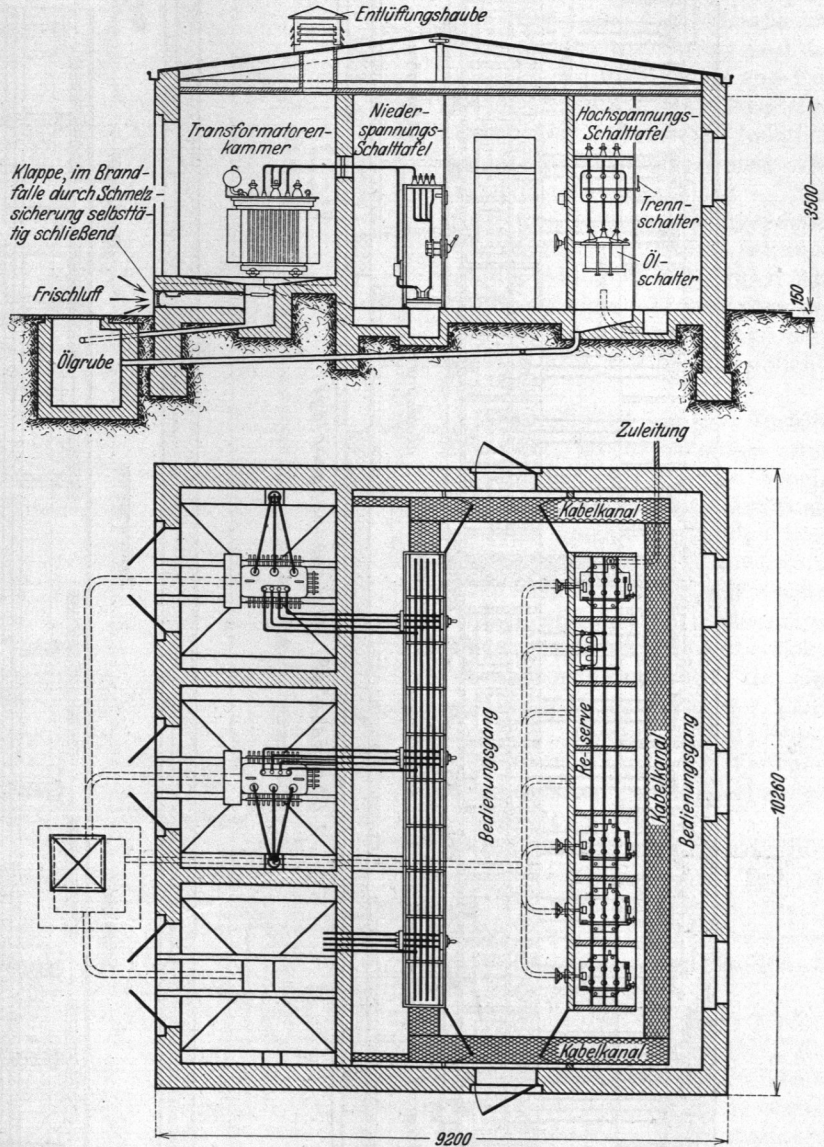 Entlüftungshaube
Transformatoren-
kammer
Nieder-
spannungs-
Schalttafel
Hochspannungs-
Schalttafel
Klappe, im Brand-
falle durch Schmelz-
sicherung selbsttä-
tig schließend
Trenn-
schalter
Öl-
schalter
3500
150
Frischluft
Ölgrube
Zuleitung
Kabelkanal
Bedienungsgang
Re-serve
Kabelkanal
Bedienungsgang
10260
Kabelkanal
9200